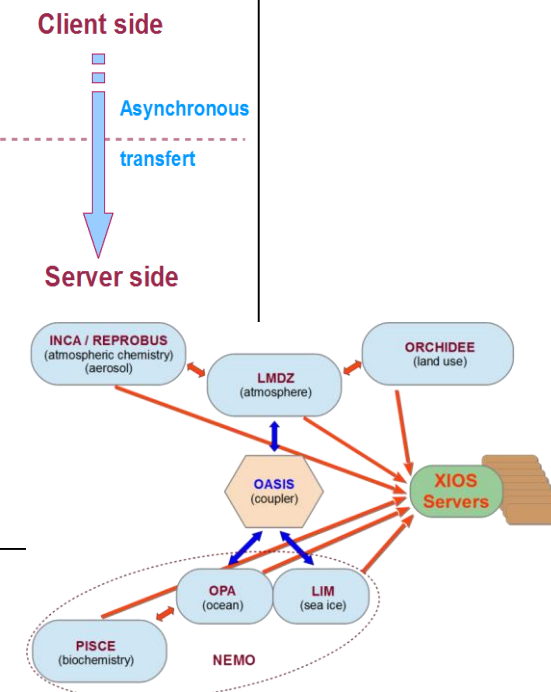 Client side
Asynchronous
transfert
Server side
INCA / REPROBUS
(atmospheric chemistry)
(aerosol)
LMDZ
(atmosphere)
ORCHIDEE
(land use)
OASIS
(coupler)
XIOS
Servers
OPA
(ocean)
LIM
(sea ice)
PISCE
(biochemistry)
NEMO